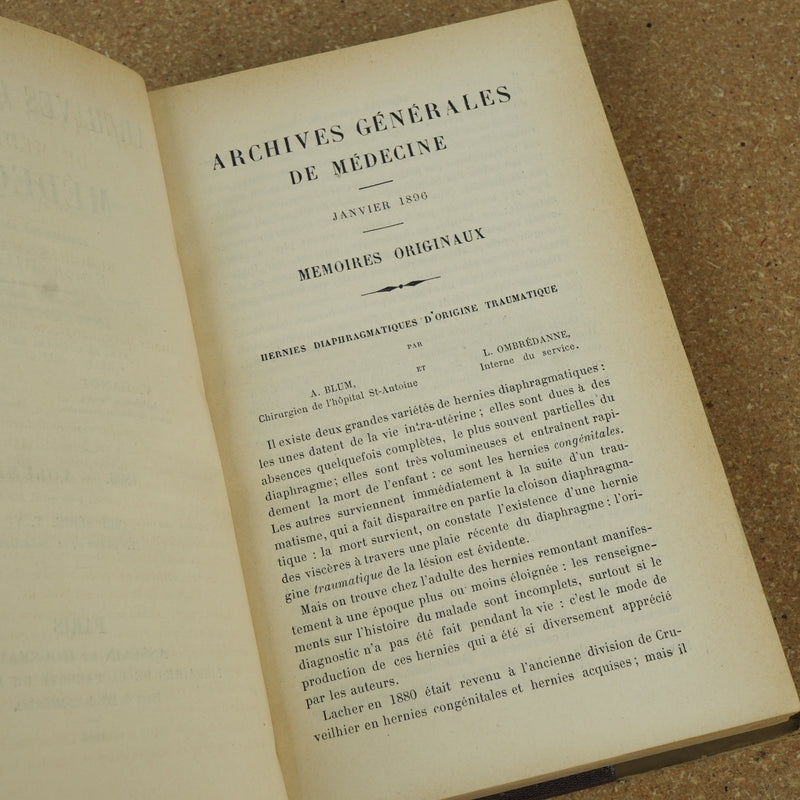 ARCHIVES GÉNÉRALES
DE MÉDECINE
JANVIER 1896
MEMOIRES ORIGINAUX
HERNIES DIAPHRAGMATIQUES D'ORIGINE TRAUMATIQUE
PAR
A. BLUM,
Chirurgien de l'hôpital St-Antoine
ET
L. OMBRÉDANNE,
Interne du service.
Il existe deux grandes variétés de hernies diaphragmatiques :
les unes datent de la vie intra-utérine ; elles sont dues à des
absences quelquefois complètes, le plus souvent partielles du
diaphragme ; elles sont très volumineuses et entraînent rapi-
dement la mort de l'enfant : ce sont les hernies congénitales.
Les autres surviennent immédiatement à la suite d'un trau-
matisme, qui a fait disparaître en partie la cloison diaphragma-
tique : la mort survient, on constate l'existence d'une hernie
des viscères à travers une plaie récente du diaphragme : l'ori-
gine traumatique de la lésion est évidente.
Mais on trouve chez l'adulte des hernies remontant manifes-
tement à une époque plus ou moins éloignée : les renseigne-
ments sur l'histoire du malade sont incomplets, surtout si le
diagnostic n'a pas été fait pendant la vie : c'est le mode de
production de ces hernies qui a été si diversement apprécié
par les auteurs.
Lacher en 1880 était revenu à l'ancienne division de Cru-
veilhier en hernies congénitales et hernies acquises ; mais il